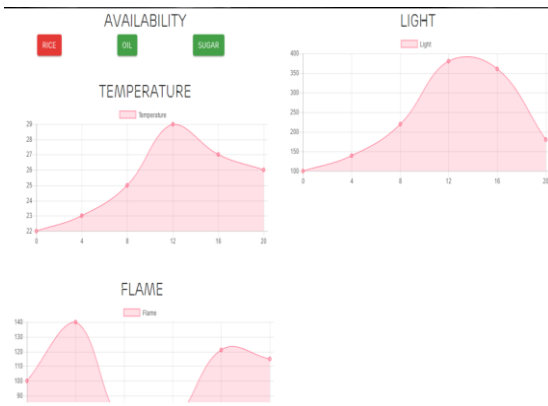 AVAILABILITY
RICE
OIL
SUGAR
TEMPERATURE
Temperature
29
28
27
26
25
24
23
22
0 4 8 12 16 20
LIGHT
Light
400
350
300
250
200
150
100
0 4 8 12 16 20
FLAME
Flame
140
130
120
110
100
90